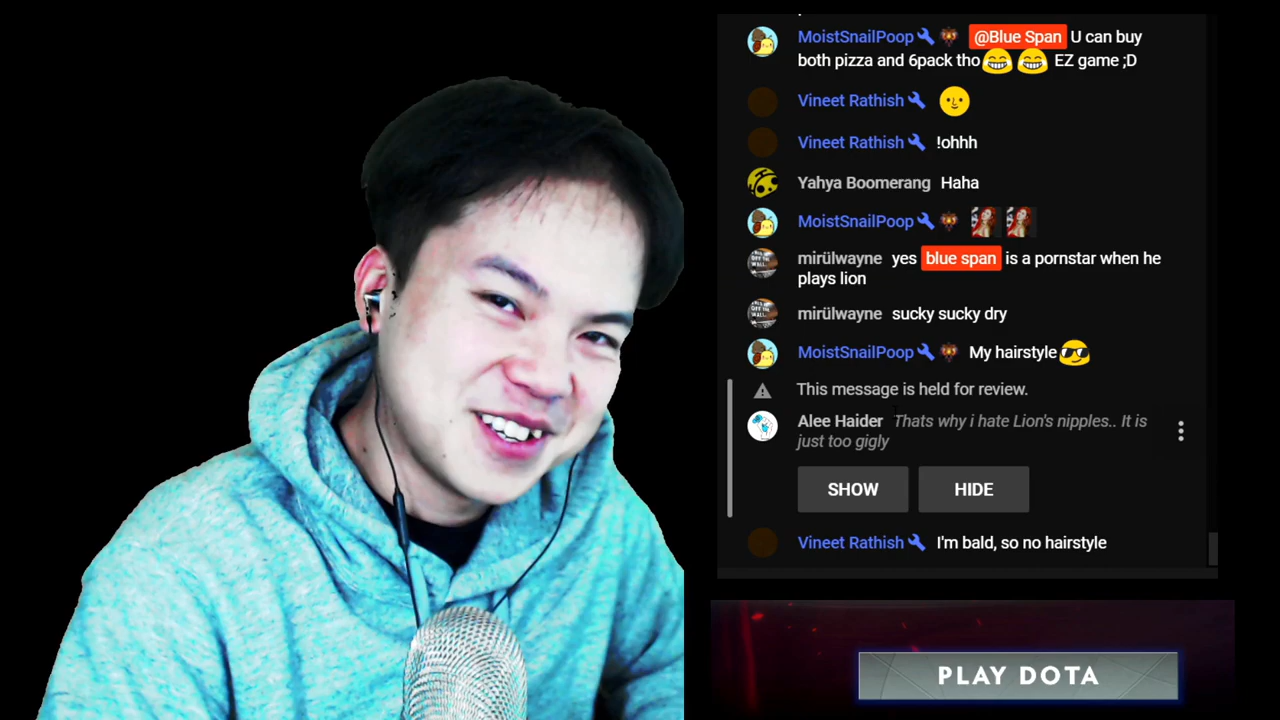 MoistSnailPoop @Blue Span U can buy
both pizza and 6pack tho EZ game ;D
Vineet Rathish
Vineet Rathish !ohhh
Yahya Boomerang Haha
MoistSnailPoop
mirülwayne yes blue span is a pornstar when he
plays lion
mirülwayne sucky sucky dry
MoistSnailPoop My hairstyle
This message is held for review.
Alee Haider Thats why i hate Lion's nipples.. It is
just too gigly
SHOW HIDE
Vineet Rathish I'm bald, so no hairstyle
PLAY DOTA